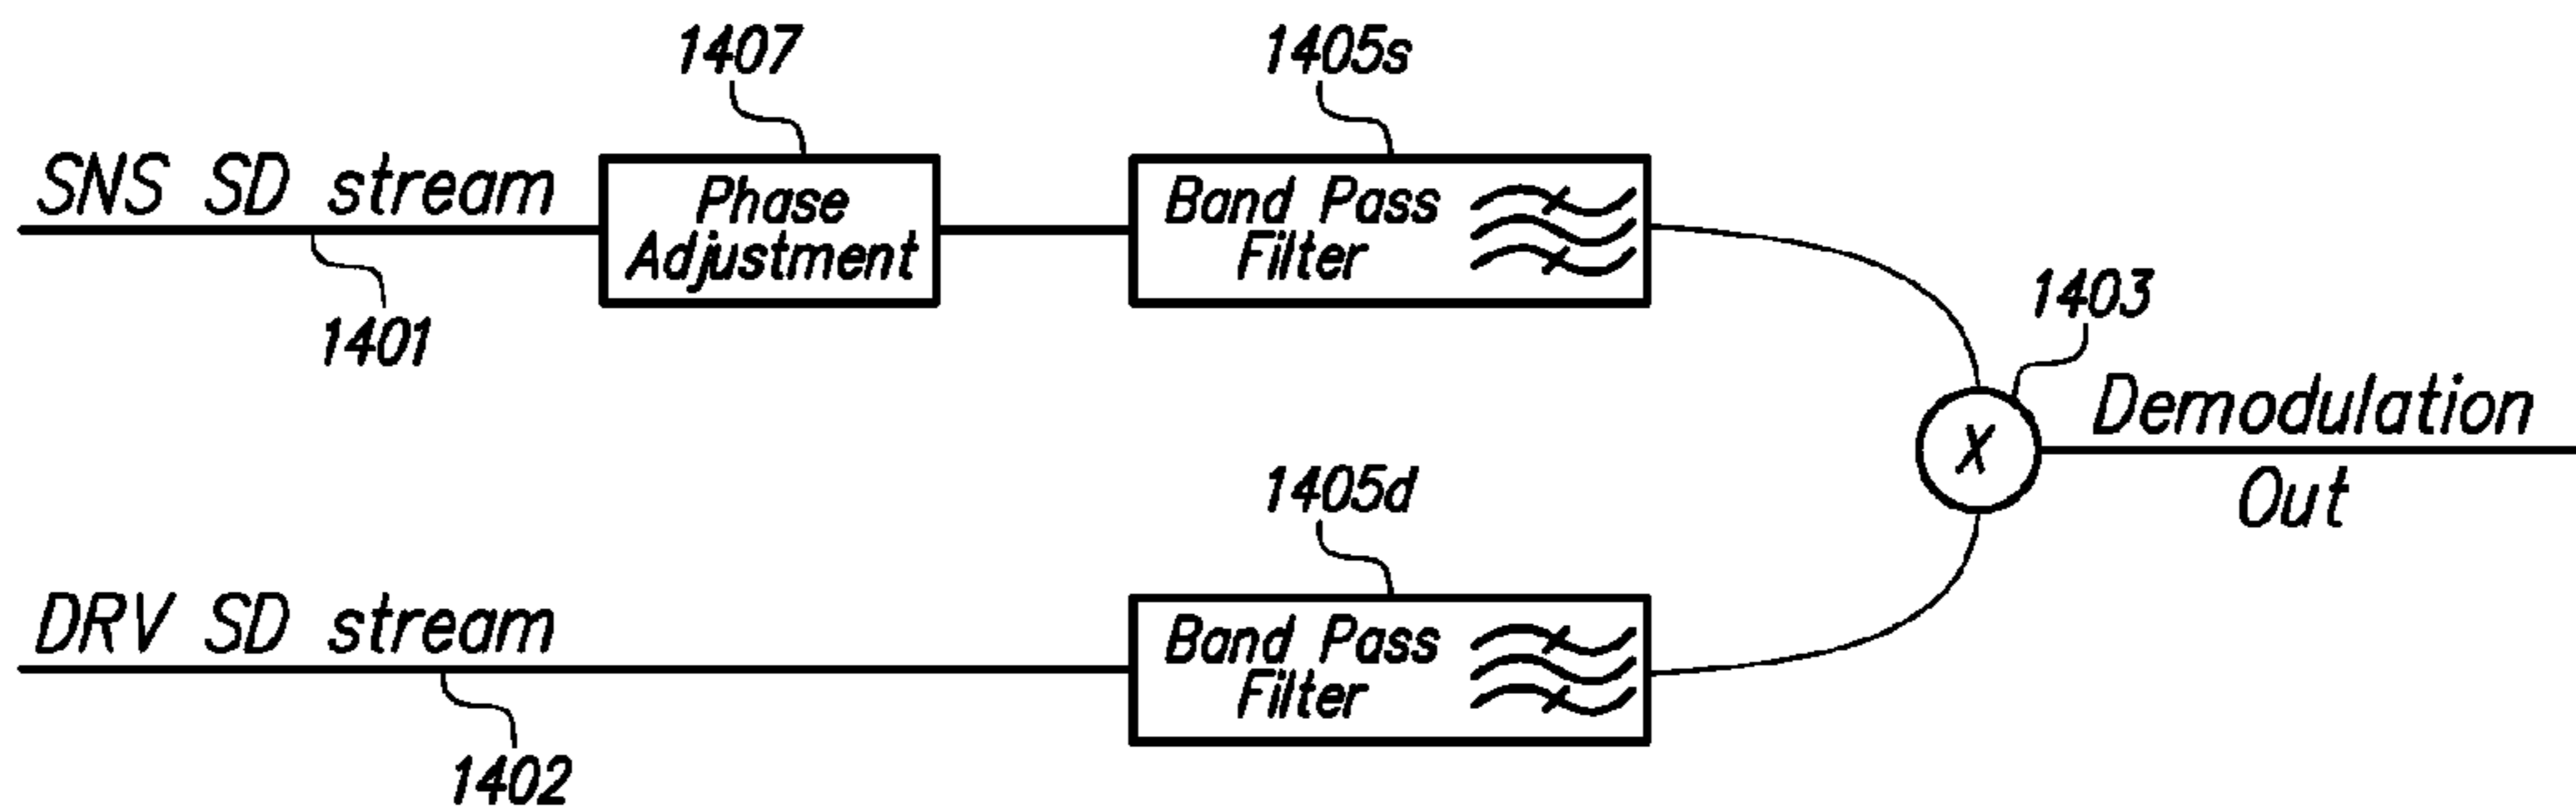 1407
1405s
SNS SD stream
Phase
Adjustment
Band Pass
Filter
1401
1403
Demodulation
Out
X
1405d
DRV SD stream
Band Pass
Filter
1402